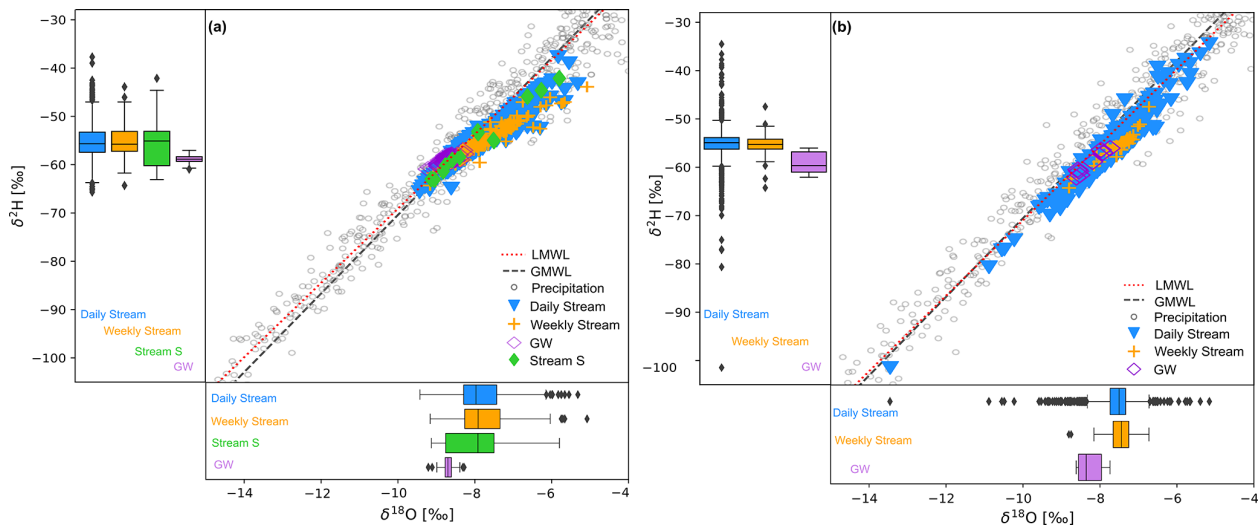 (a)
−30
−40
−50
−60
−70
−80
−90
−100
δ²H [‰]
Daily Stream
Weekly Stream
Stream S
GW
LMWL
GMWL
Precipitation
Daily Stream
Weekly Stream
GW
Stream S
Daily Stream
Weekly Stream
Stream S
GW
−14
−12
−10
−8
−6
−4
δ¹⁸O [‰]
(b)
−30
−40
−50
−60
−70
−80
−90
−100
δ²H [‰]
Daily Stream
Weekly Stream
GW
LMWL
GMWL
Precipitation
Daily Stream
Weekly Stream
GW
Daily Stream
Weekly Stream
GW
−14
−12
−10
−8
−6
−4
δ¹⁸O [‰]